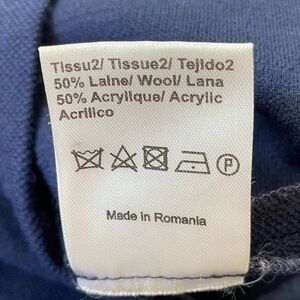 Tissu2/ Tissue2/ Tejido2
50% Laine/ Wool/ Lana
50% Acrylique/ Acrylic
Acrilico
P
Made in Romania